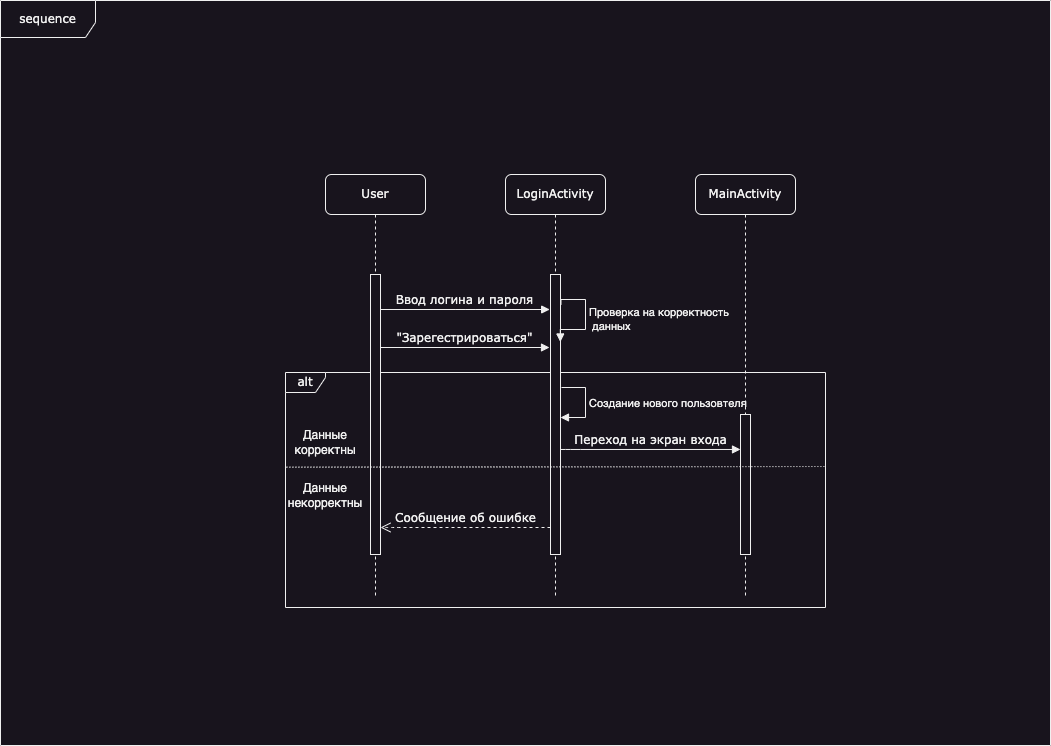 sequence
User
LoginActivity
MainActivity
Ввод логина и пароля
Проверка на корректность
данных
"Зарегестрироваться"
alt
Создание нового пользовтеля
Данные
корректны
Переход на экран входа
Данные
некорректны
Сообщение об ошибке